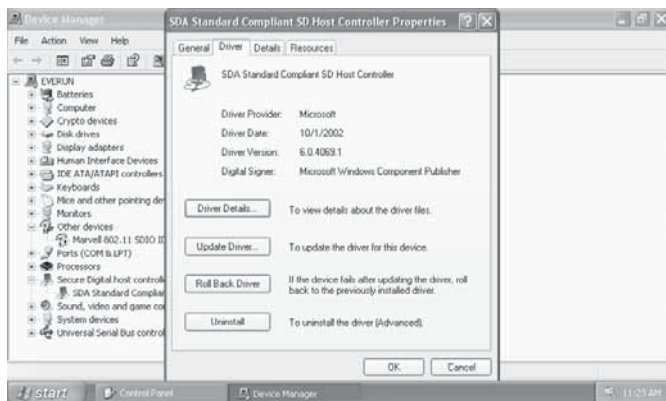 Device Manager
File Action View Help
EVERUN
Batteries
Computer
Crypto devices
Disk drives
Display adapters
Human Interface Devices
IDE ATA/ATAPI controllers
Keyboards
Mice and other pointing de
Monitors
Other devices
Marvell 802.11 SDIO I
Ports (COM & LPT)
Processors
Secure Digital host controll
SDA Standard Complian
Sound, video and game co
System devices
Universal Serial Bus control
SDA Standard Compliant SD Host Controller Properties
General Driver Details Resources
SDA Standard Compliant SD Host Controller
Driver Provider: Microsoft
Driver Date: 10/1/2002
Driver Version: 6.0.4069.1
Digital Signer: Microsoft Windows Component Publisher
Driver Details... To view details about the driver files.
Update Driver... To update the driver for this device.
Roll Back Driver If the device fails after updating the driver, roll
back to the previously installed driver.
Uninstall To uninstall the driver (Advanced).
OK Cancel
start Control Panel Device Manager 11:23 AM